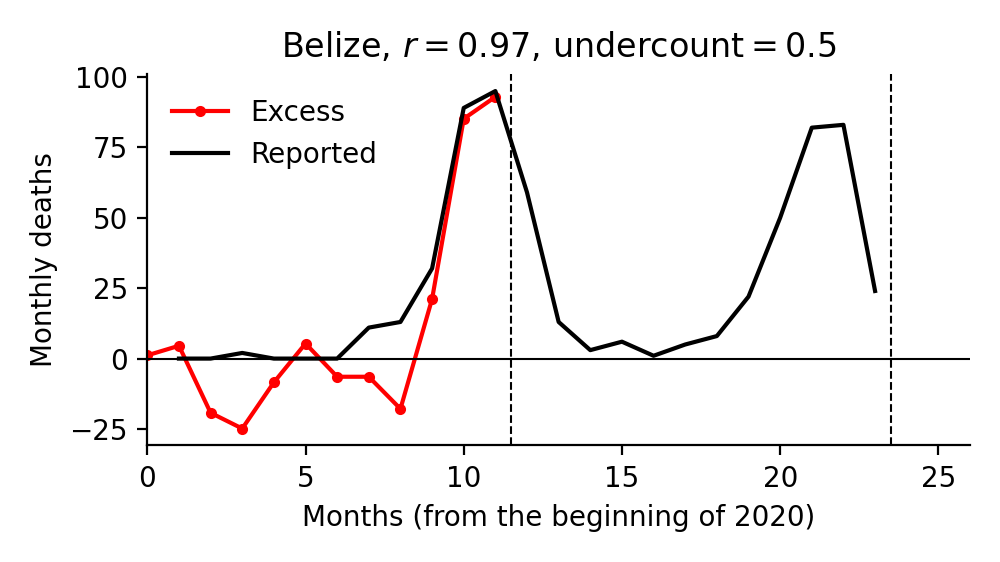 Belize, r = 0.97, undercount = 0.5
100
75
50
25
0
−25
Monthly deaths
Excess
Reported
0 5 10 15 20 25
Months (from the beginning of 2020)